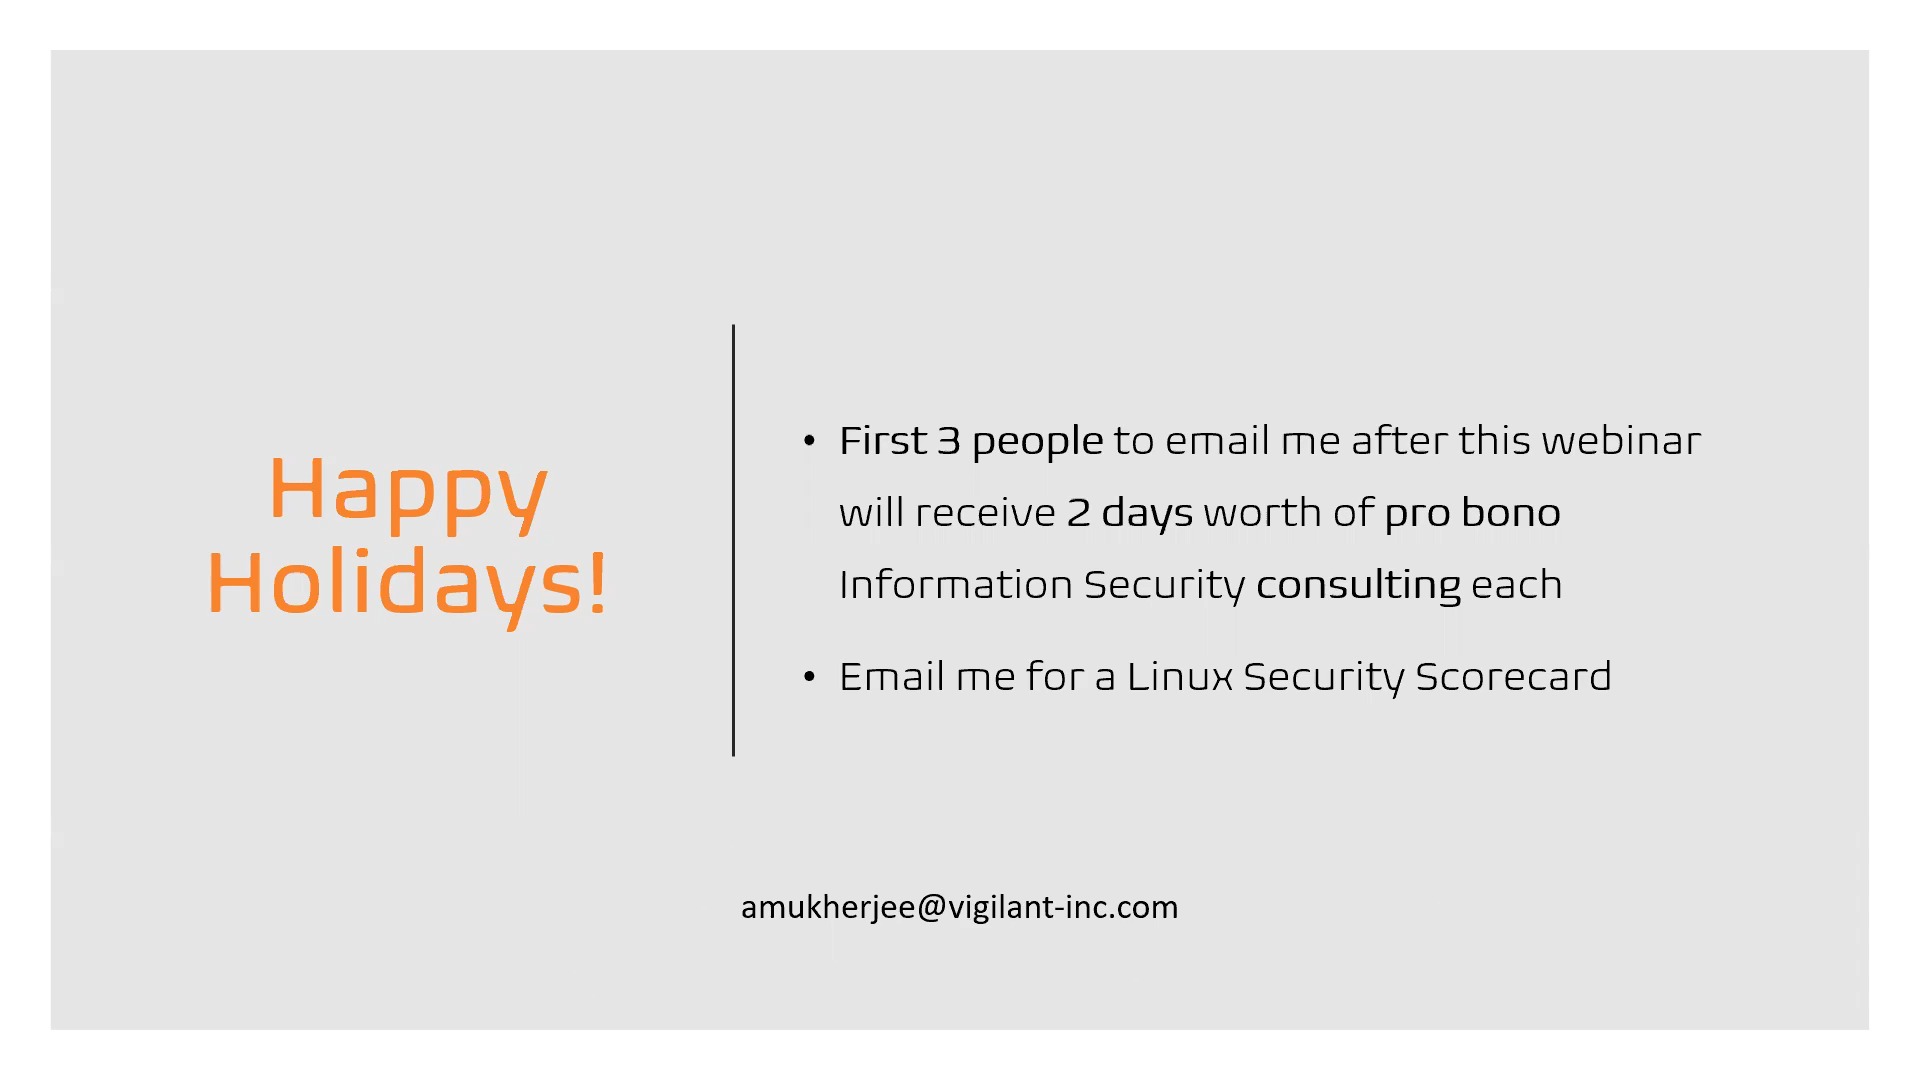 Happy
Holidays!
• First 3 people to email me after this webinar
will receive 2 days worth of pro bono
Information Security consulting each
• Email me for a Linux Security Scorecard
amukherjee@vigilant-inc.com